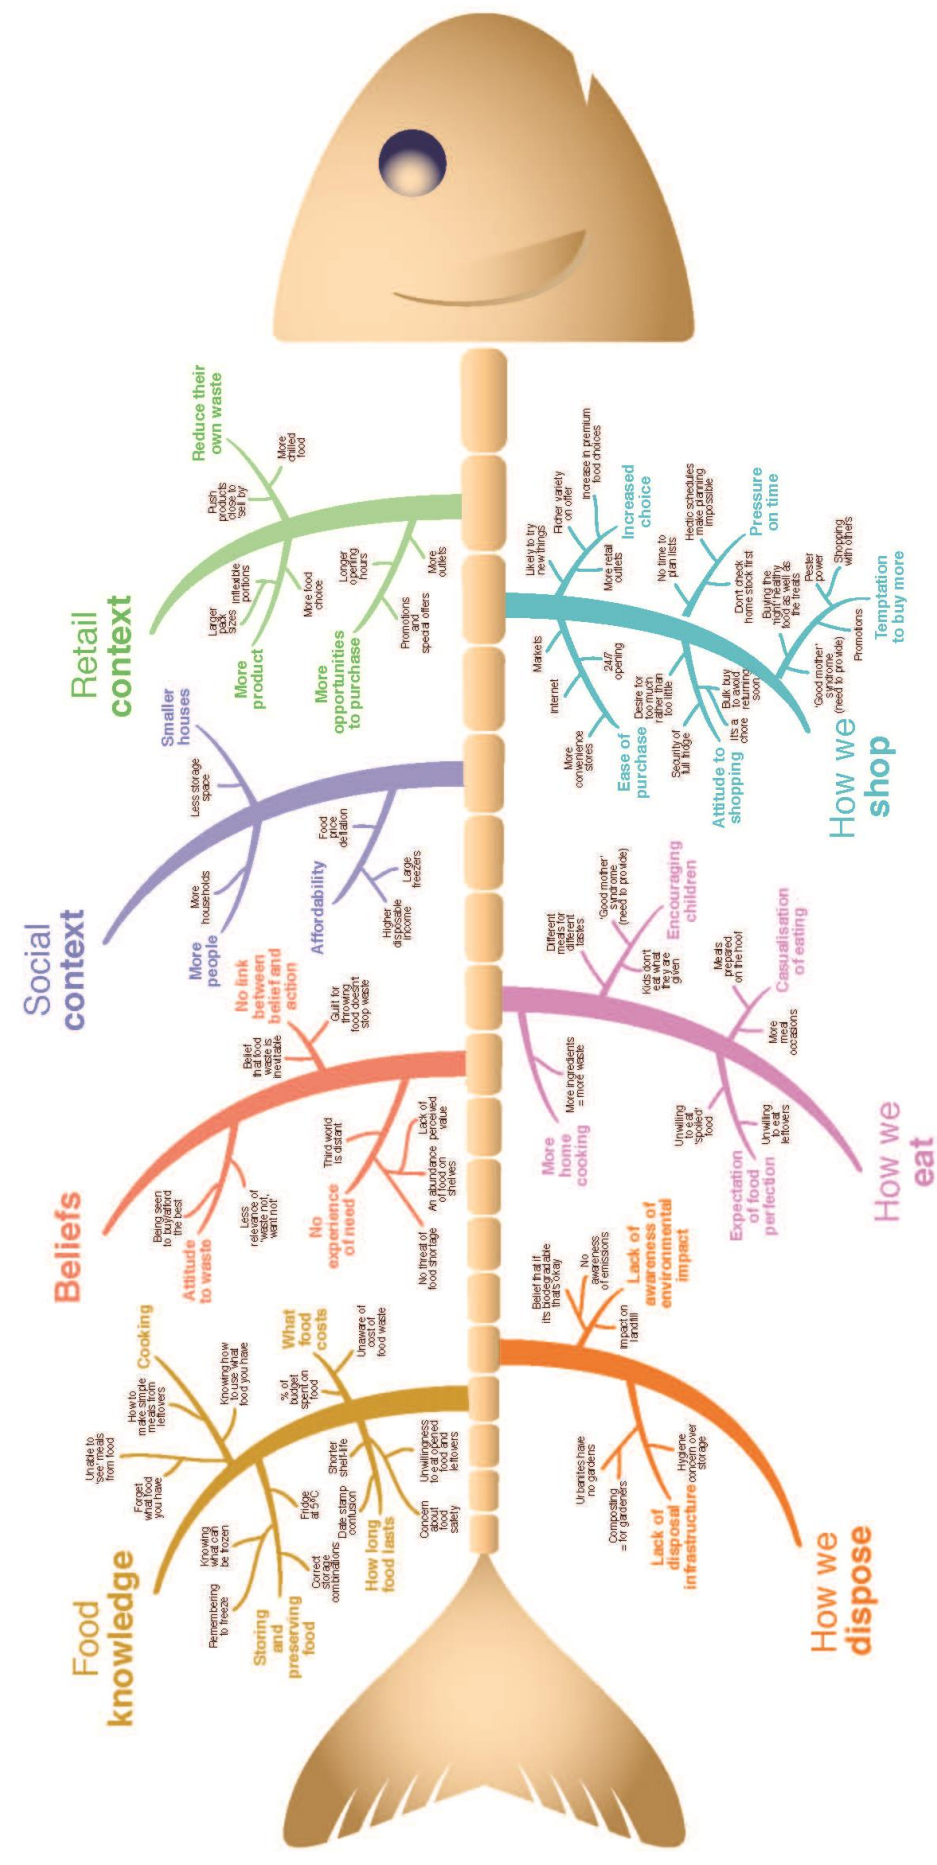 Food
knowledge
Cooking
Unable to
'see' meals
from food
How to
make simple
meals from
leftovers
Forget
what food
you have
Knowing how
to use what
food you have
What
food
costs
% of
budget
spent on
food
Unaware of
cost of
food waste
Storing
and
preserving
food
Remembering
to freeze
Knowing
what can
be frozen
Fridge
at 5°C
Correct
storage
combinations
How long
food lasts
Date stamp
confusion
Shorter
shelf-life
Concern
about
food
safety
Unwillingness
to eat opened
food and
leftovers
Beliefs
Attitude
to waste
Being seen
to buy/afford
the best
Less
relevance of
'waste not,
want not'
No link
between
belief and
action
Belief
that food
waste is
inevitable
Guilt for
throwing
food doesn't
stop waste
No
experience
of need
Third world
is distant
No threat of
food shortage
An abundance
of food on
shelves
Lack of
perceived
value
Social
context
Smaller
houses
Less storage
space
More
people
More
households
Affordability
Food
price
deflation
Higher
disposable
income
Large
freezers
Retail
context
Reduce their
own waste
Push
products
close to
'sell by'
More
chilled
food
More
product
Larger
pack
sizes
Inflexible
portions
More food
choice
More
opportunities
to purchase
Longer
opening
hours
Promotions
and
special offers
More
outlets
How we
dispose
Lack of
awareness of
environmental
impact
Belief that if
it's biodegradable
that's okay
No
awareness
of emissions
Impact on
landfill
Lack of
disposal
infrastructure
Urbanites have
no gardens
Composting
= for gardeners
Hygiene
concern over
storage
How we
eat
More
home
cooking
More ingredients
= more waste
Expectation
of food
perfection
Unwilling
to eat
'spoiled'
food
Unwilling
to eat
leftovers
Encouraging
children
Different
meals for
different
tastes
'Good mother'
syndrome
(need to provide)
Kids don't
eat what
they are
given
Casualisation
of eating
Meals
prepared
on the hoof
More
meal
occasions
How we
shop
Ease of
purchase
More
convenience
stores
Internet
Markets
24/7
opening
Increased
choice
Likely to try
new things
Richer variety
on offer
Increase in premium
food choices
More retail
outlets
Attitude to
shopping
Security of
full fridge
Desire for
too much
rather than
too little
It's a
chore
Bulk buy
to avoid
returning
soon
Pressure
on time
No time to
plan lists
Hectic schedules
make planning
impossible
Don't check
home stock first
Temptation
to buy more
Buying the
'right' healthy
food as well as
the treats
Pester
power
Shopping
with others
'Good mother'
syndrome
(need to provide)
Promotions